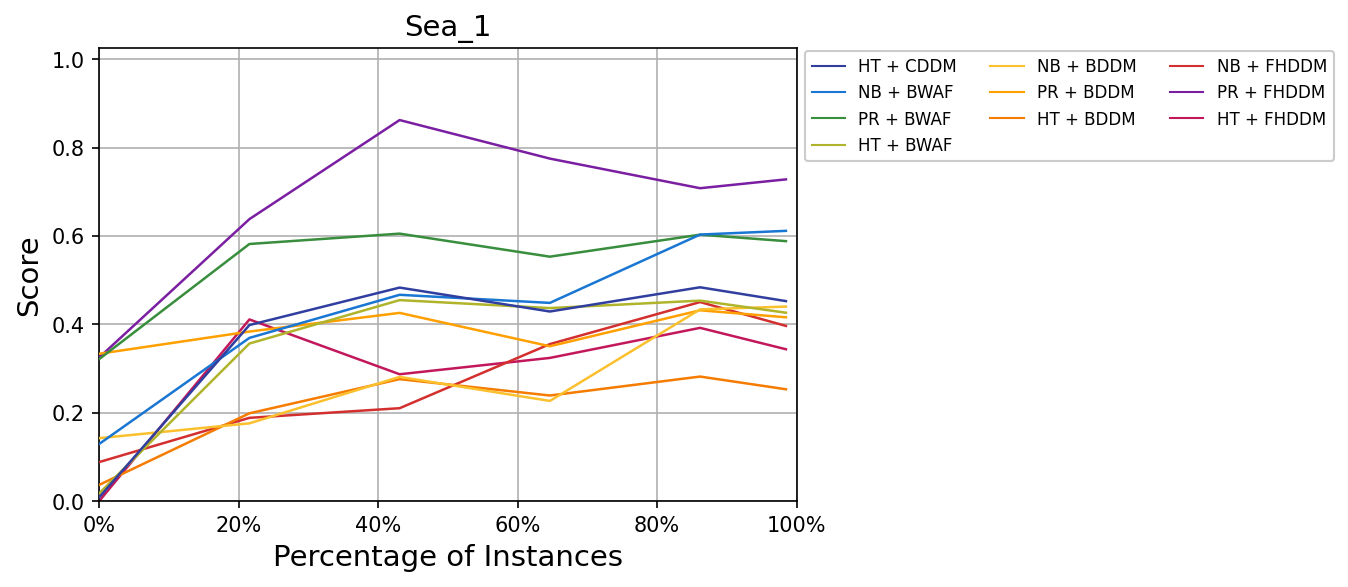 Sea_1
1.0
0.8
0.6
0.4
0.2
0.0
Score
0% 20% 40% 60% 80% 100%
Percentage of Instances
HT + CDDM
NB + BWAF
PR + BWAF
HT + BWAF
NB + BDDM
PR + BDDM
HT + BDDM
NB + FHDDM
PR + FHDDM
HT + FHDDM